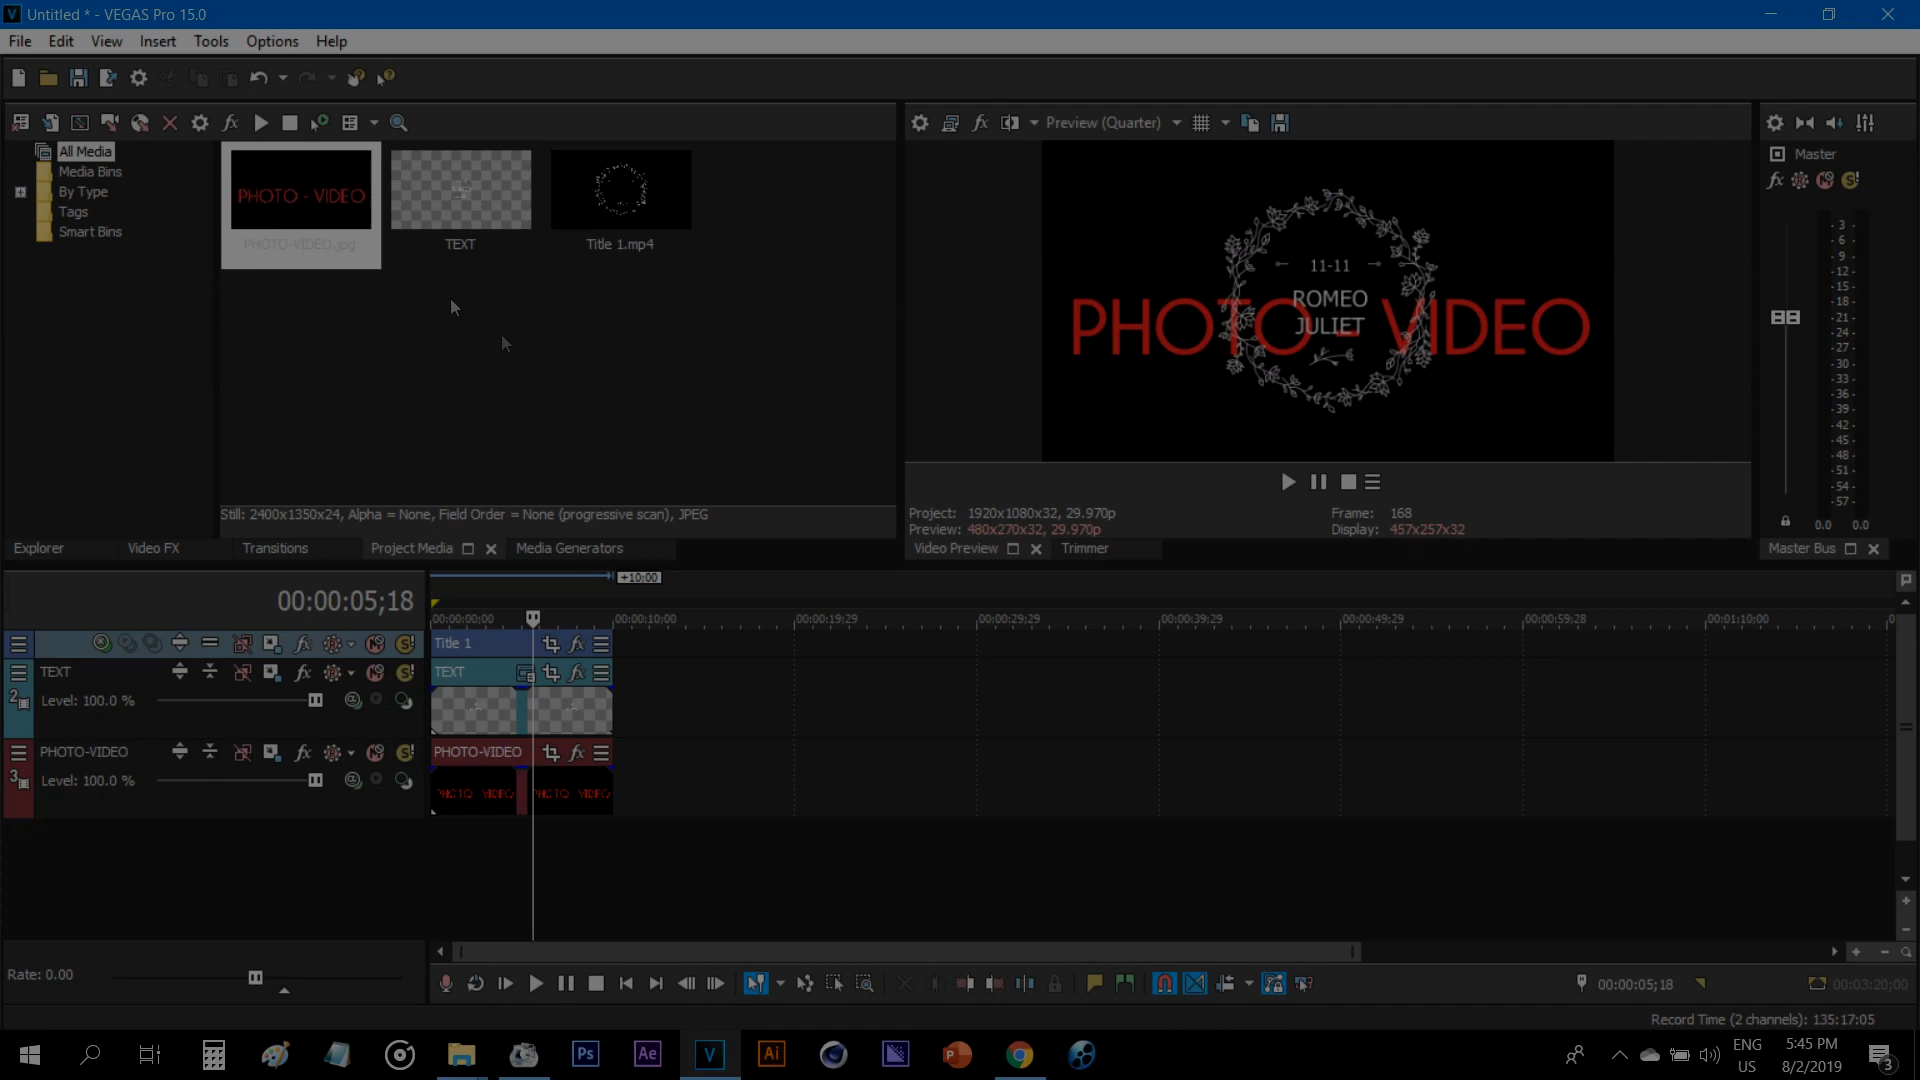 Untitled * - VEGAS Pro 15.0
File Edit View Insert Tools Options Help
Preview (Quarter)
All Media
Media Bins
By Type
Tags
Smart Bins
PHOTO - VIDEO
PHOTO-VIDEO.jpg
TEXT
Title 1.mp4
11-11
ROMEO
JULIET
PHOTO - VIDEO
Master
3
6
9
12
15
18
21
24
27
30
33
36
39
42
45
48
51
54
57
0.0 0.0
Still: 2400x1350x24, Alpha = None, Field Order = None (progressive scan), JPEG
Project: 1920x1080x32, 29.970p
Preview: 480x270x32, 29.970p
Frame: 168
Display: 457x257x32
Explorer Video FX Transitions Project Media Media Generators
Video Preview Trimmer
Master Bus
00:00:05;18
+10:00
00:00:00;00 00:00:10;00 00:00:19;29 00:00:29;29 00:00:39;29 00:00:49;29 00:00:59;28 00:01:10;00
Title 1
TEXT
2
Level: 100.0 %
TEXT
PHOTO-VIDEO
3
Level: 100.0 %
PHOTO-VIDEO
PHOTO VIDEO PHOTO VIDEO
Rate: 0.00
00:00:05;18
00:03:20;00
Record Time (2 channels): 135:17:05
Ps Ae V Ai
ENG
US
5:45 PM
8/2/2019
3